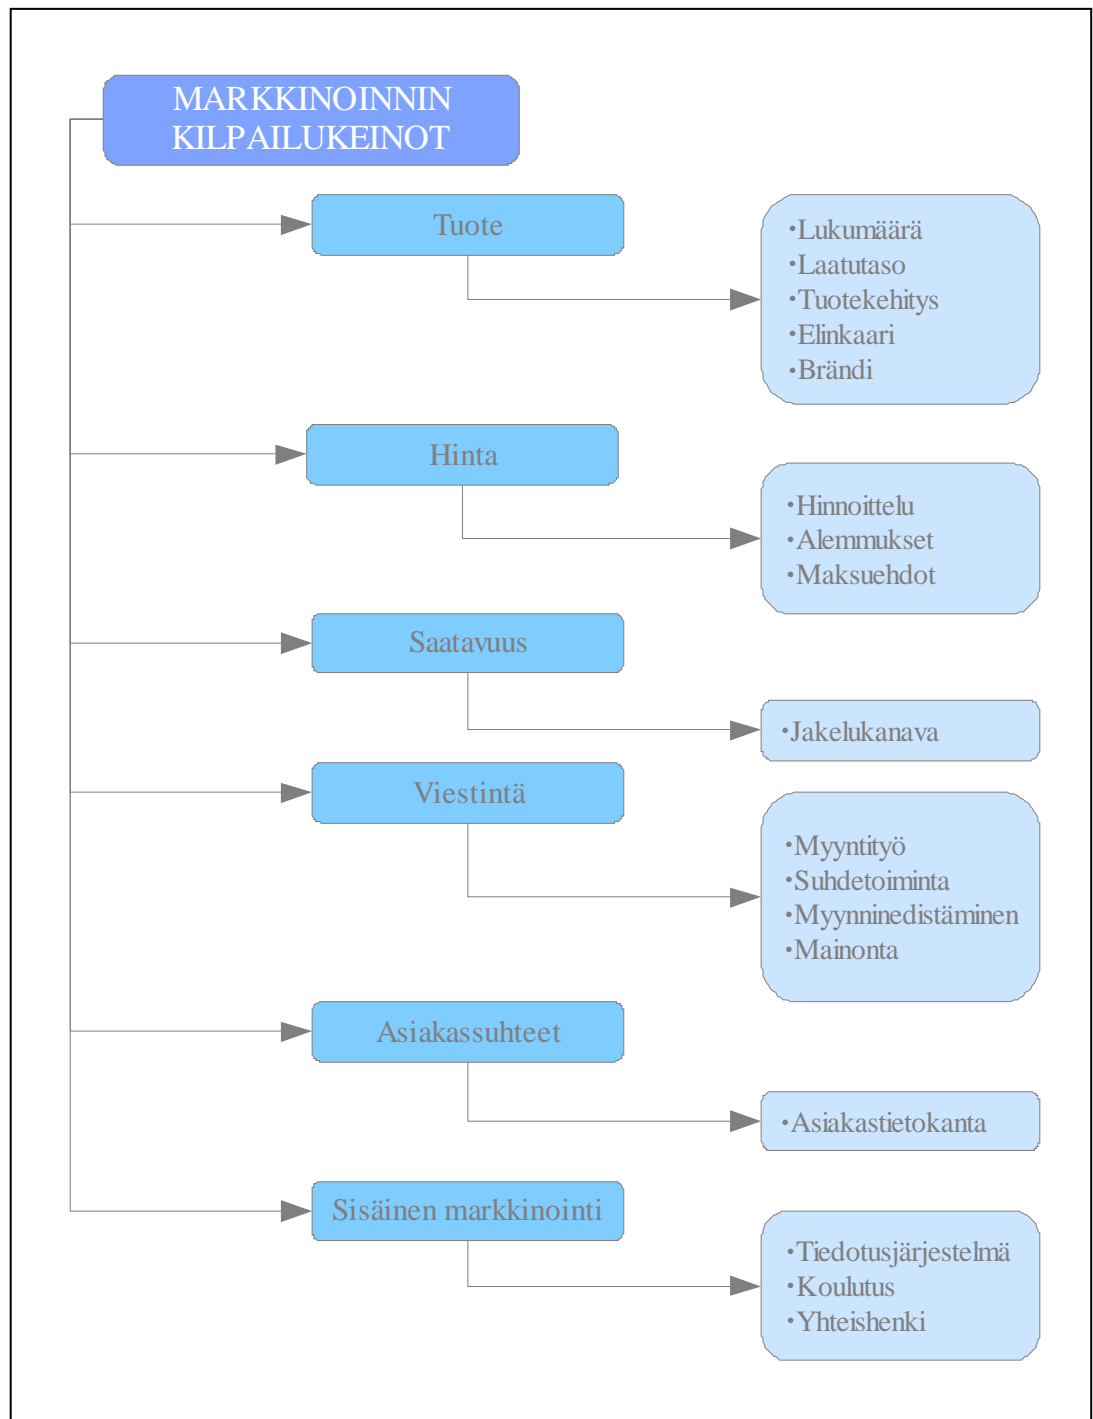 MARKKINOINNIN
KILPAILUKEINOT
Tuote
•Lukumäärä
•Laatutaso
•Tuotekehitys
•Elinkaari
•Brändi
Hinta
•Hinnoittelu
•Alemmukset
•Maksuehdot
Saatavuus
•Jakelukanava
Viestintä
•Myyntityö
•Suhdetoiminta
•Myynninedistäminen
•Mainonta
Asiakassuhteet
•Asiakastietokanta
Sisäinen markkinointi
•Tiedotusjärjestelmä
•Koulutus
•Yhteishenki